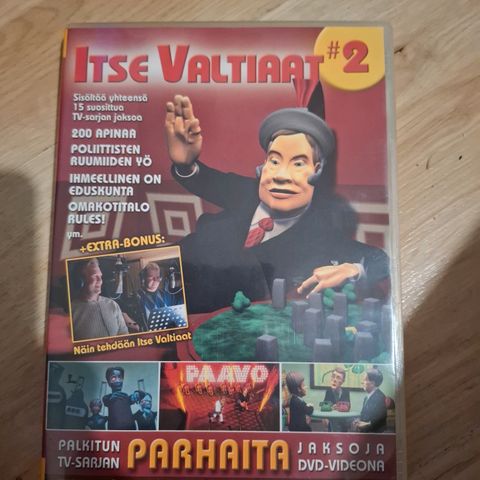 ITSE VALTIAAT
#2
Sisältää yhteensä
15 suosittua
TV-sarjan jaksoa
200 APINAA
POLIITTISTEN
RUUMIIDEN YÖ
IHMEELLINEN ON
EDUSKUNTA
OMAKOTITALO
RULES!
ym.
+EXTRA-BONUS:
Näin tehdään Itse Valtiaat
PAAVO
PALKITUN
TV-SARJAN
PARHAITA
JAKSOJA
DVD-VIDEONA